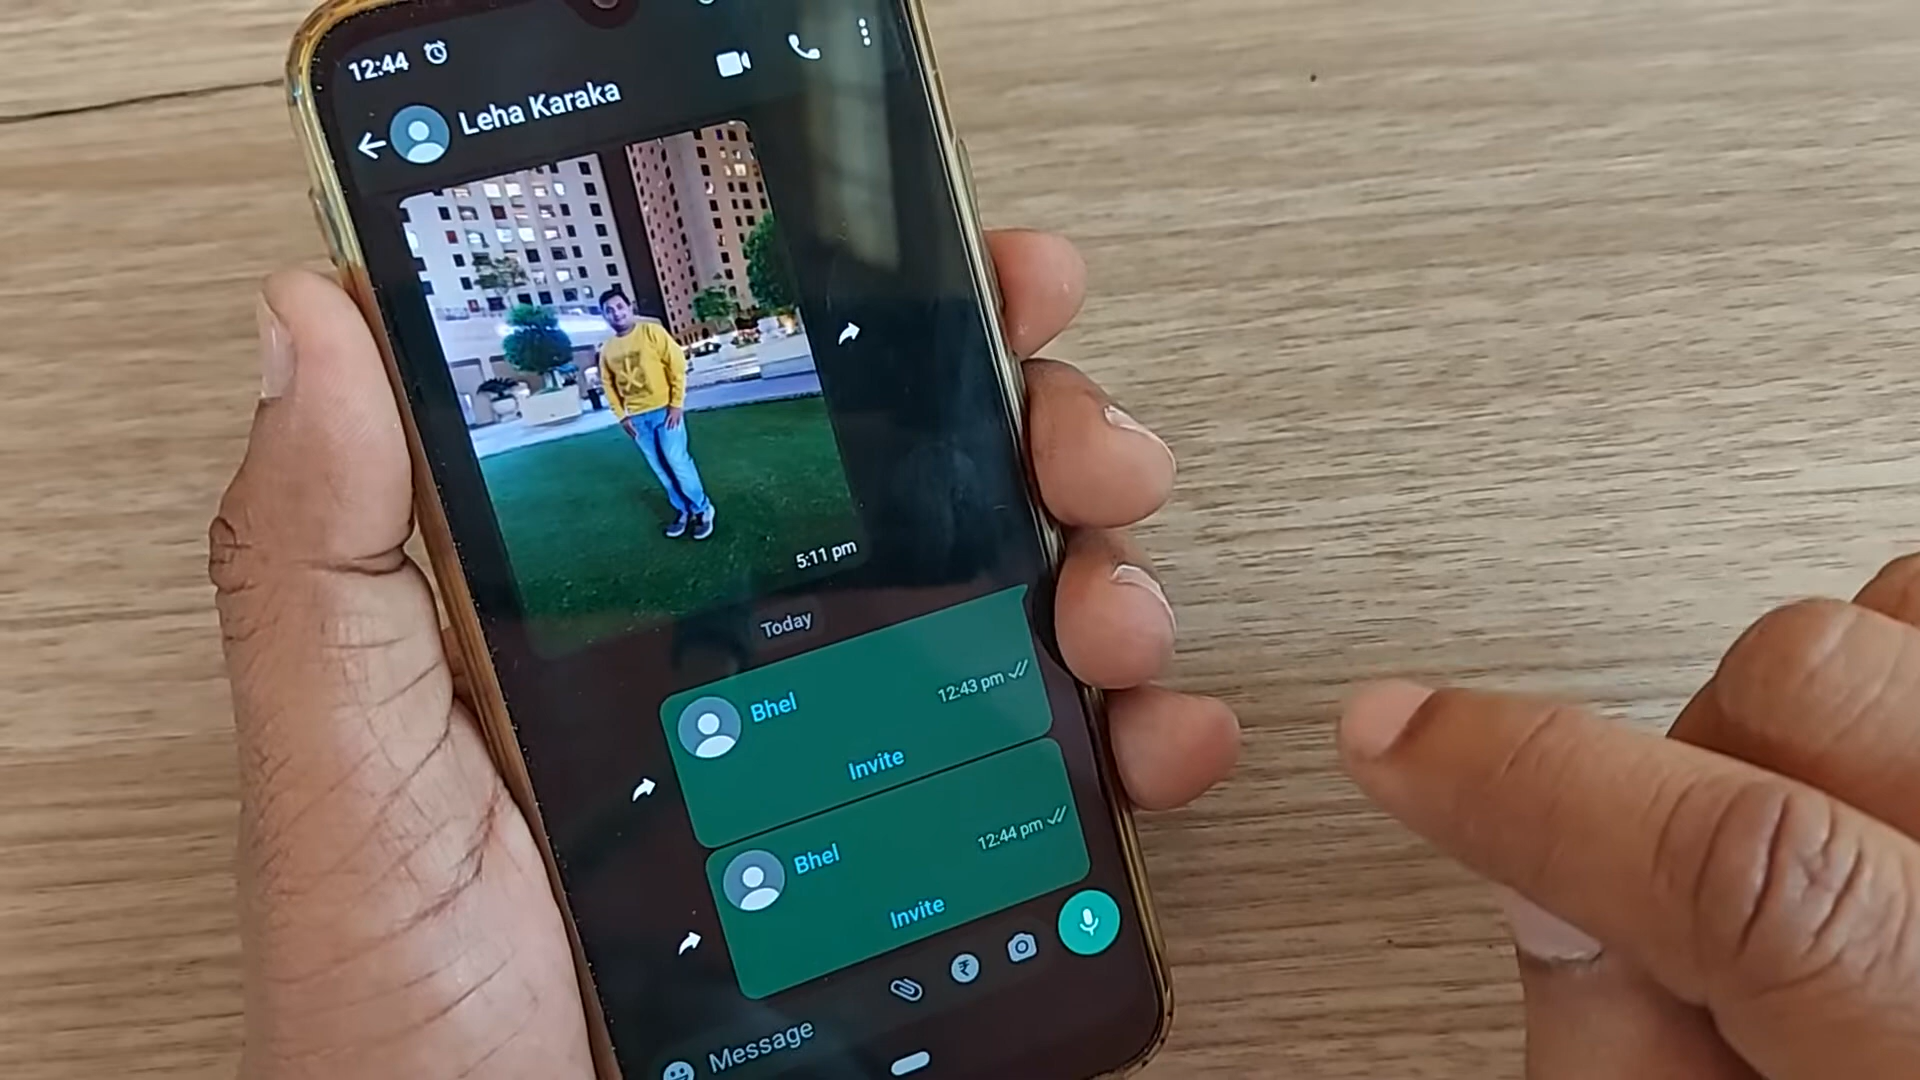 12:44
Leha Karaka
5:11 pm
Today
Bhel
12:43 pm
Invite
Bhel
12:44 pm
Invite
₹
Message